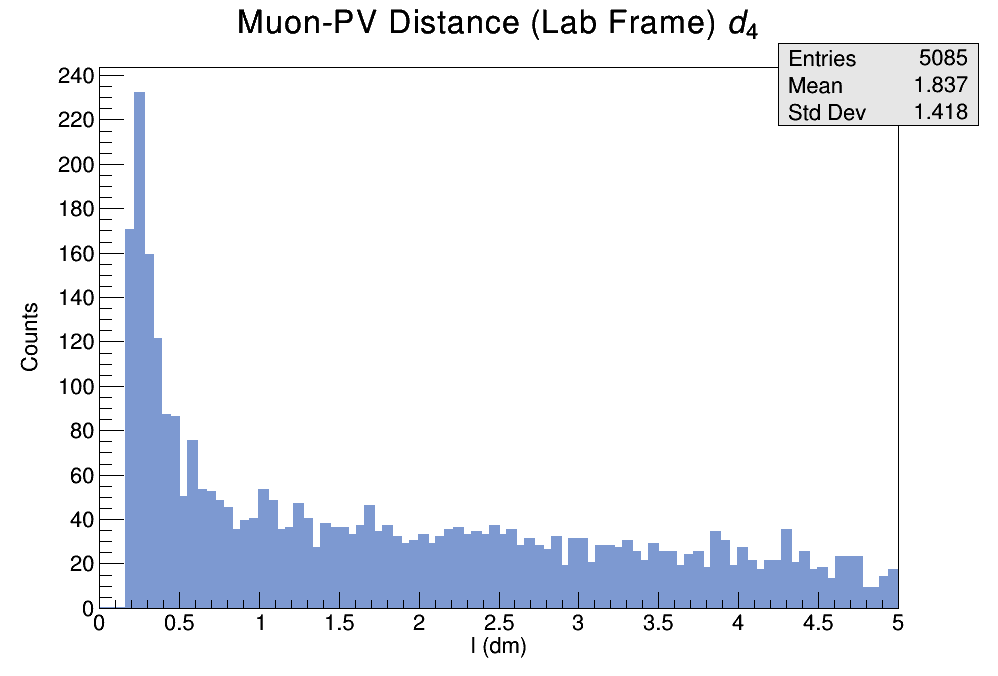 Muon-PV Distance (Lab Frame) d₄
Entries 5085
Mean 1.837
Std Dev 1.418
Counts
240
220
200
180
160
140
120
100
80
60
40
20
0
0 0.5 1 1.5 2 2.5 3 3.5 4 4.5 5
l (dm)